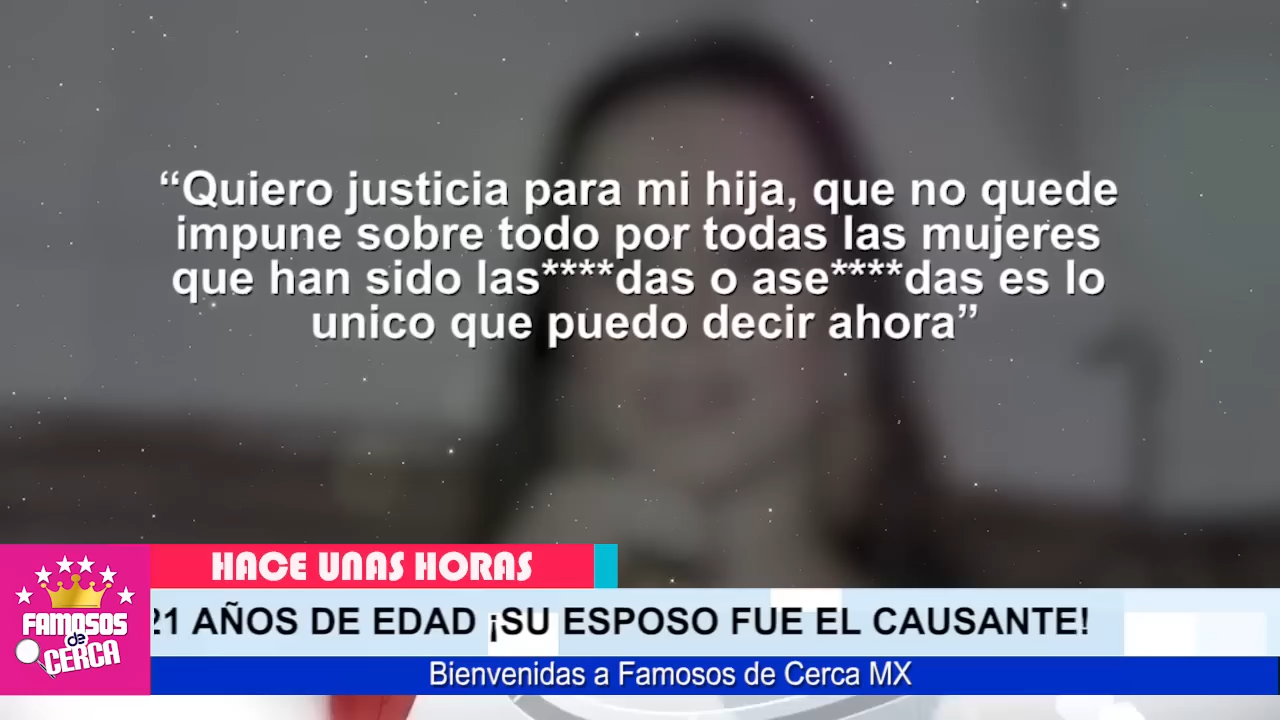 “Quiero justicia para mi hija, que no quede
impune sobre todo por todas las mujeres
que han sido las****das o ase****das es lo
unico que puedo decir ahora”
HACE UNAS HORAS
FAMOSOS
de
CERCA
21 AÑOS DE EDAD ¡SU ESPOSO FUE EL CAUSANTE!
Bienvenidas a Famosos de Cerca MX